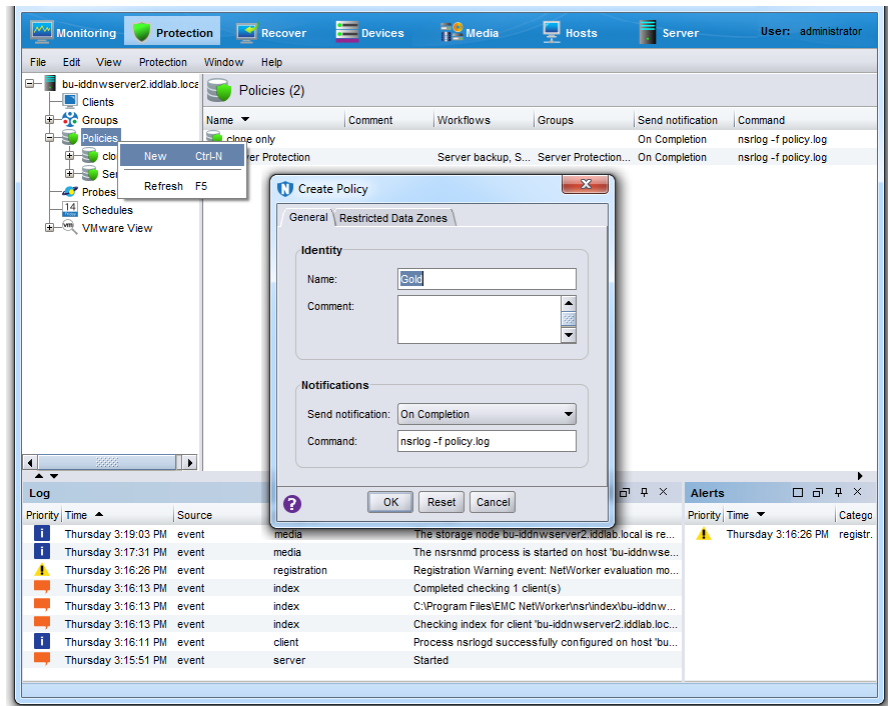 Monitoring Protection Recover Devices Media Hosts Server User: administrator
File Edit View Protection Window Help
bu-iddnwserver2.iddlab.loca
Clients
Groups
Policies
clo
Ser
Probes
14 Schedules
VMware View
New Ctrl-N
Refresh F5
Policies (2)
Name Comment Workflows Groups Send notification Command
clone only On Completion nsrlog -f policy.log
er Protection Server backup, S... Server Protection... On Completion nsrlog -f policy.log
Create Policy
General Restricted Data Zones
Identity
Name: Gold
Comment:
Notifications
Send notification: On Completion
Command: nsrlog -f policy.log
OK Reset Cancel
Log
Priority Time Source
Thursday 3:19:03 PM event media The storage node bu-iddnwserver2.iddlab.local is re...
Thursday 3:17:31 PM event media The nsrsnmd process is started on host 'bu-iddnwse...
Thursday 3:16:26 PM event registration Registration Warning event: NetWorker evaluation mo...
Thursday 3:16:13 PM event index Completed checking 1 client(s)
Thursday 3:16:13 PM event index C:\Program Files\EMC NetWorker\nsr\index\bu-iddnw...
Thursday 3:16:13 PM event index Checking index for client 'bu-iddnwserver2.iddlab.loc...
Thursday 3:16:11 PM event client Process nsrlogd successfully configured on host 'bu...
Thursday 3:15:51 PM event server Started
Alerts
Priority Time Catego
Thursday 3:16:26 PM registr.